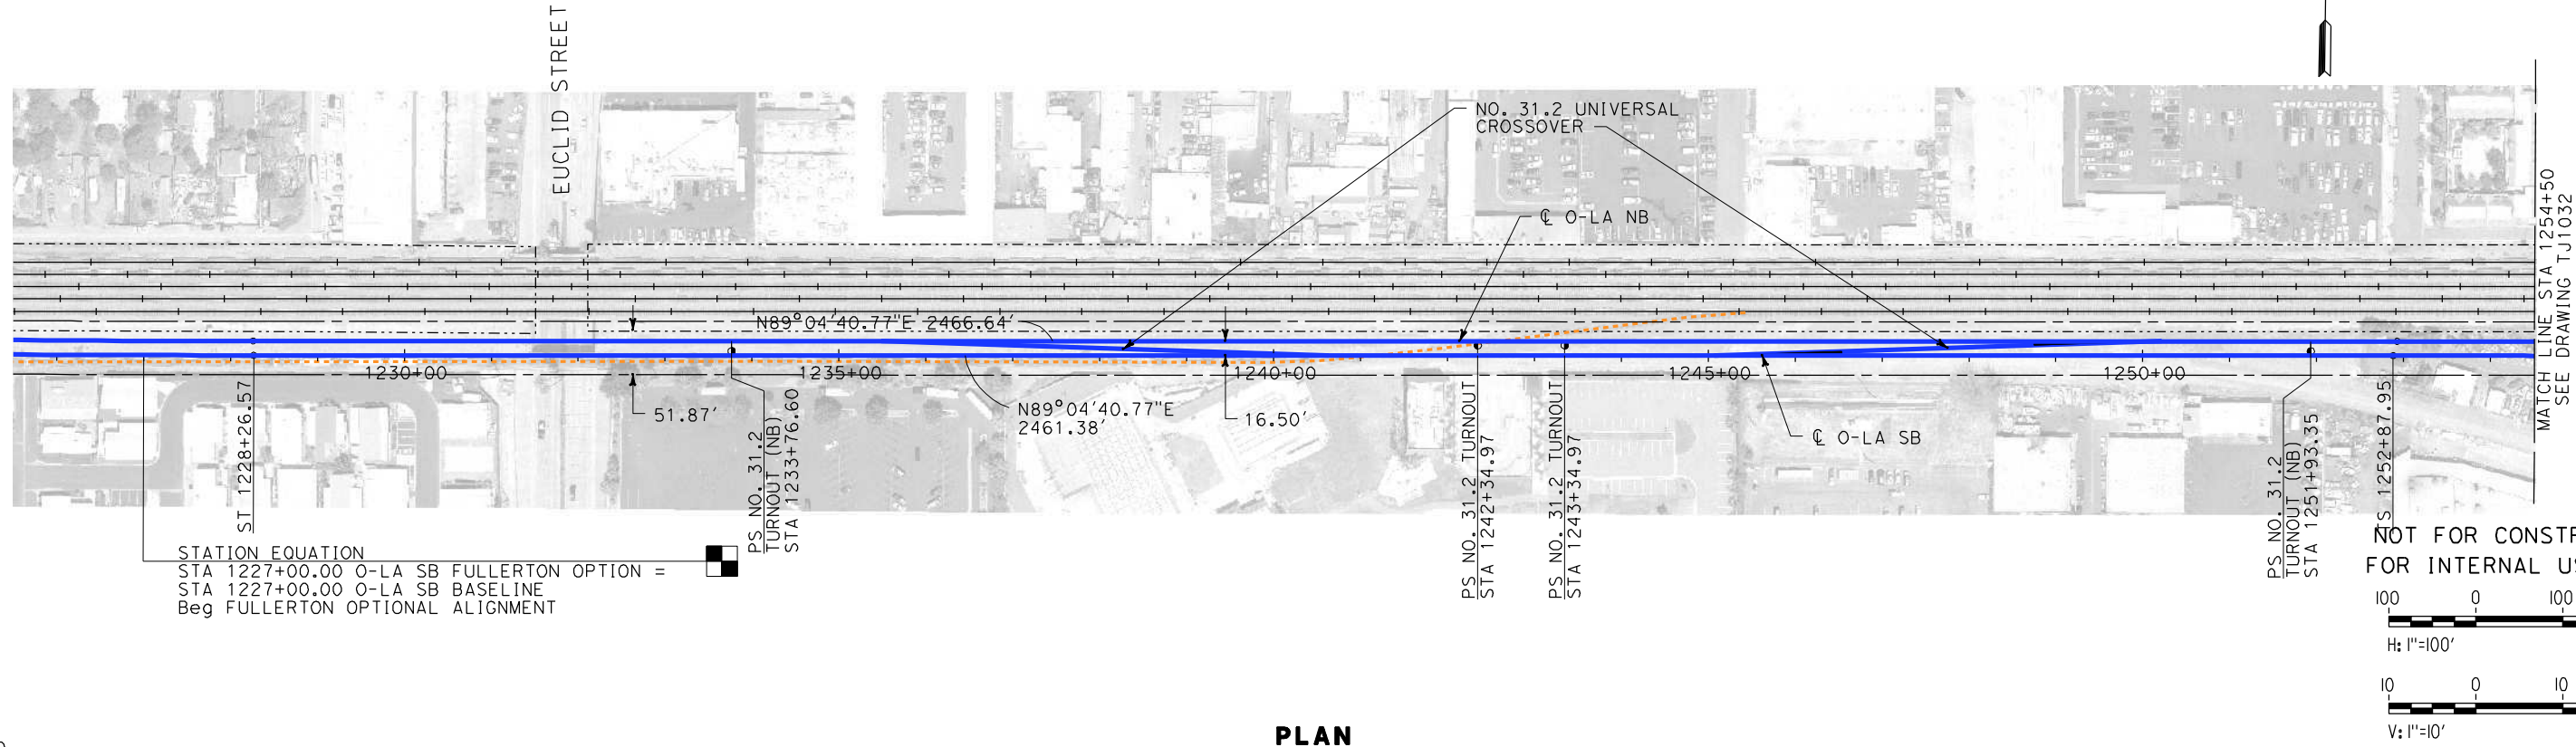 EUCLID STREET
NO. 31.2 UNIVERSAL
CROSSOVER
℄ O-LA NB
N89°04'40.77"E 2466.64'
1230+00
1235+00
1240+00
1245+00
1250+00
51.87'
N89°04'40.77"E
2461.38'
16.50'
℄ O-LA SB
ST 1228+26.57
PS NO. 31.2
TURNOUT (NB)
STA 1233+76.60
PS NO. 31.2 TURNOUT
STA 1242+34.97
PS NO. 31.2 TURNOUT
STA 1243+34.97
PS NO. 31.2
TURNOUT (NB)
STA 1251+93.35
TS 1252+87.95
MATCH LINE STA 1254+50
SEE DRAWING TJ1032
STATION EQUATION
STA 1227+00.00 O-LA SB FULLERTON OPTION =
STA 1227+00.00 O-LA SB BASELINE
Beg FULLERTON OPTIONAL ALIGNMENT
NOT FOR CONSTR
FOR INTERNAL US
100 0 100
H: 1"=100'
10 0 10
V: 1"=10'
PLAN